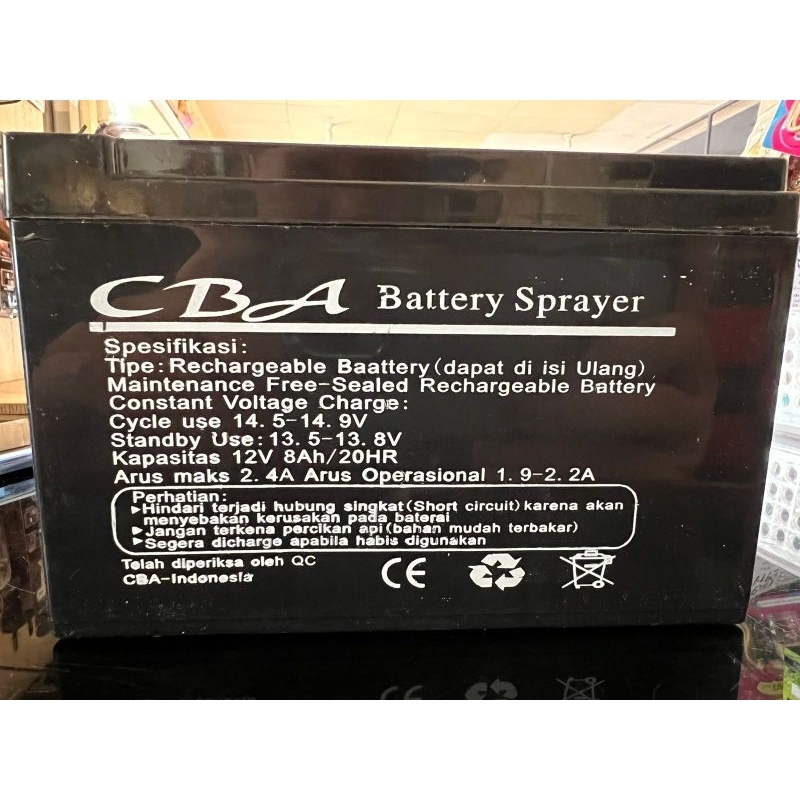 CBA Battery Sprayer
Spesifikasi:
Tipe: Rechargeable Baattery (dapat di isi Ulang)
Maintenance Free-Sealed Rechargeable Battery
Constant Voltage Charge:
Cycle use 14. 5-14. 9V
Standby Use: 13. 5-13. 8V
Kapasitas 12V 8Ah/20HR
Arus maks 2. 4A Arus Operasional 1. 9-2. 2A
Perhatian:
▶Hindari terjadi hubung singkat (Short circuit) karena akan
menyebakan kerusakan pada baterai
▶Jangan terkena percikan api (bahan mudah terbakar)
▶Segera dicharge apabila habis digunakan
Telah diperiksa oleh QC
CBA-Indonesia
CE